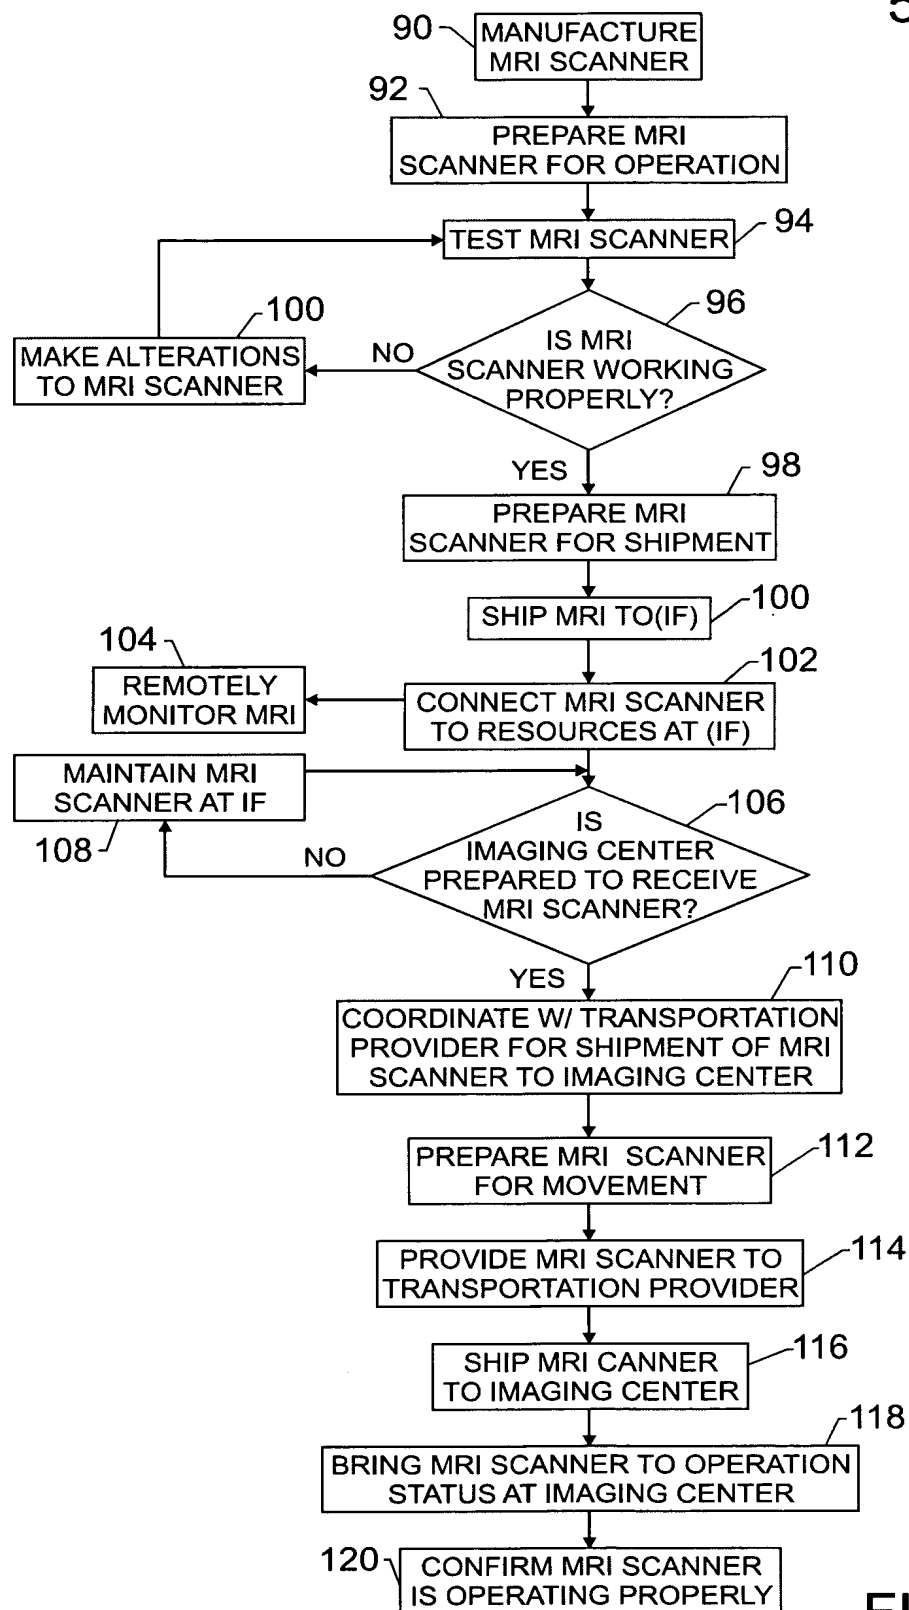 5
90
MANUFACTURE
MRI SCANNER
92
PREPARE MRI
SCANNER FOR OPERATION
TEST MRI SCANNER
94
96
IS MRI
SCANNER WORKING
PROPERLY?
NO
100
MAKE ALTERATIONS
TO MRI SCANNER
YES
98
PREPARE MRI
SCANNER FOR SHIPMENT
SHIP MRI TO(IF)
100
102
CONNECT MRI SCANNER
TO RESOURCES AT (IF)
104
REMOTELY
MONITOR MRI
MAINTAIN MRI
SCANNER AT IF
108
106
IS
IMAGING CENTER
PREPARED TO RECEIVE
MRI SCANNER?
NO
YES
110
COORDINATE W/ TRANSPORTATION
PROVIDER FOR SHIPMENT OF MRI
SCANNER TO IMAGING CENTER
PREPARE MRI SCANNER
FOR MOVEMENT
112
PROVIDE MRI SCANNER TO
TRANSPORTATION PROVIDER
114
SHIP MRI CANNER
TO IMAGING CENTER
116
118
BRING MRI SCANNER TO OPERATION
STATUS AT IMAGING CENTER
120
CONFIRM MRI SCANNER
IS OPERATING PROPERLY